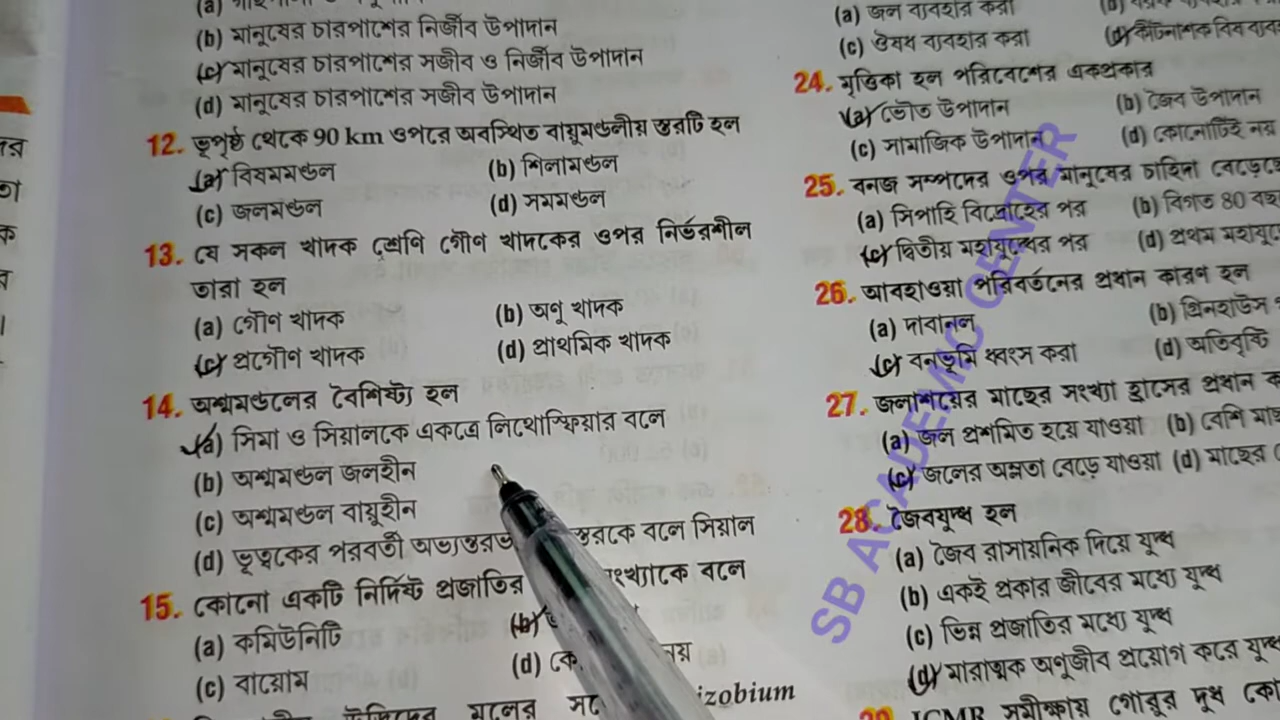 (b) মানুষের চারপাশের নির্জীব উপাদান
(c) মানুষের চারপাশের সজীব ও নির্জীব উপাদান
(d) মানুষের চারপাশের সজীব উপাদান
12. ভূপৃষ্ঠ থেকে 90 km ওপরে অবস্থিত বায়ুমণ্ডলীয় স্তরটি হল
(a) বিষমমণ্ডল (b) শিলামণ্ডল
(c) জলমণ্ডল (d) সমমণ্ডল
13. যে সকল খাদক শ্রেণি গৌণ খাদকের ওপর নির্ভরশীল
তারা হল
(a) গৌণ খাদক (b) অণু খাদক
(c) প্রগৌণ খাদক (d) প্রাথমিক খাদক
14. অশ্মমণ্ডলের বৈশিষ্ট্য হল
(a) সিমা ও সিয়ালকে একত্রে লিথোস্ফিয়ার বলে
(b) অশ্মমণ্ডল জলহীন
(c) অশ্মমণ্ডল বায়ুহীন
(d) ভূত্বকের পরবর্তী স্তরকে বলে সিয়াল
15. কোনো একটি নির্দিষ্ট প্রজাতির বলে
(a) কমিউনিটি (b)
(c) বায়োম (d)
উদ্ভিদের মূলের
(a) জল ব্যবহার করা
(c) ঔষধ ব্যবহার করা (d) কীটনাশক বিষ
24. মৃত্তিকা হল পরিবেশের একপ্রকার
(a) ভৌত উপাদান (b) জৈব উপাদান
(c) সামাজিক উপাদান (d) কোনোটিই নয়
25. বনজ সম্পদের ওপর মানুষের চাহিদা
(a) সিপাহি বিদ্রোহের পর (b) বিগত 80
(c) দ্বিতীয় মহাযুদ্ধের পর (d) প্রথম
26. আবহাওয়া পরিবর্তনের প্রধান কারণ হল
(a) দাবানল (b) গ্রিনহাউস
(c) বনভূমি ধ্বংস করা (d) অতিবৃষ্টি
27. জলাশয়ের মাছের সংখ্যা হ্রাসের প্রধান
(a) জল প্রশমিত হয়ে যাওয়া (b) বেশি
(c) জলের অম্লতা বেড়ে যাওয়া (d) মাছের
28. জৈবযুদ্ধ হল
(a) জৈব রাসায়নিক দিয়ে যুদ্ধ
(b) একই প্রকার জীবের মধ্যে যুদ্ধ
(c) ভিন্ন প্রজাতির মধ্যে যুদ্ধ
(d) মারাত্মক অণুজীব প্রয়োগ করে যুদ্ধ
ICMR সমীক্ষায় গোরুর দুধ
SB ACADEMIC CENTER